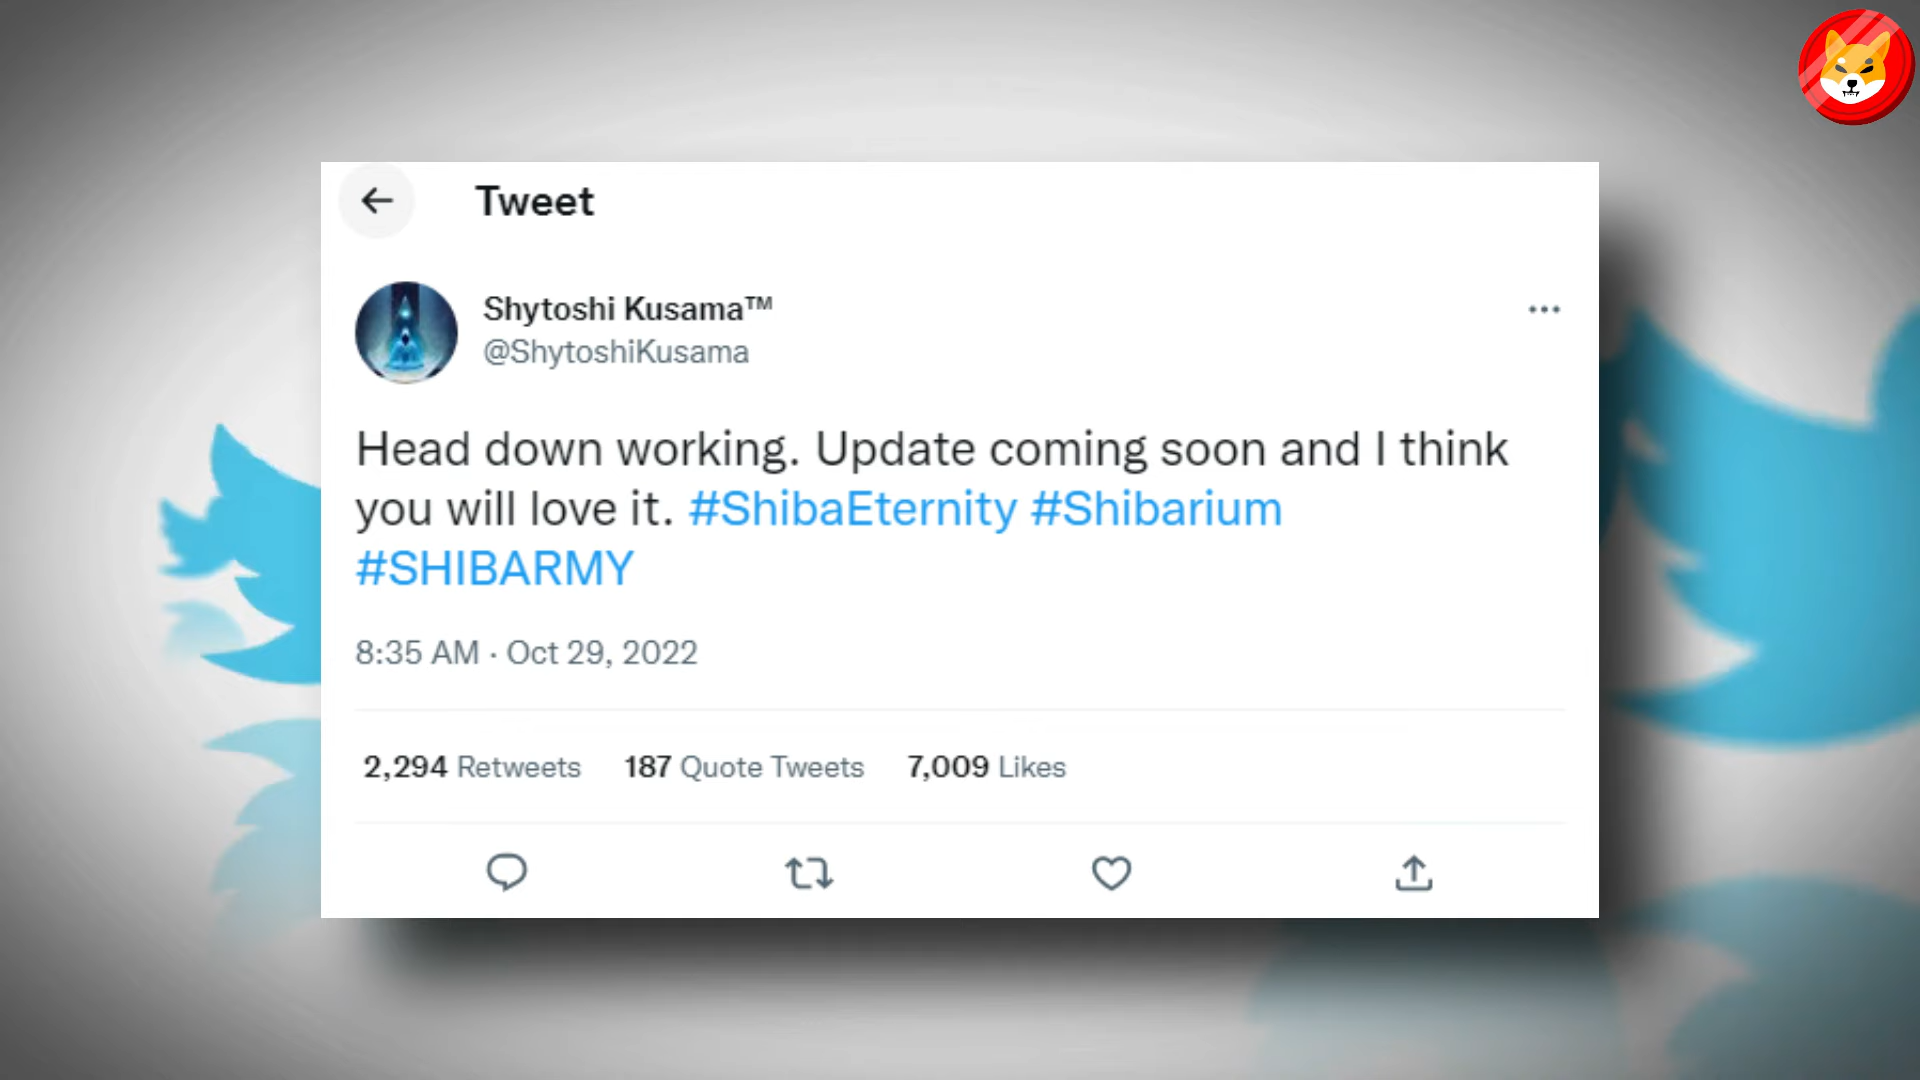 Tweet
Shytoshi Kusama™
@ShytoshiKusama
Head down working. Update coming soon and I think
you will love it. #ShibaEternity #Shibarium
#SHIBARMY
8:35 AM · Oct 29, 2022
2,294 Retweets 187 Quote Tweets 7,009 Likes